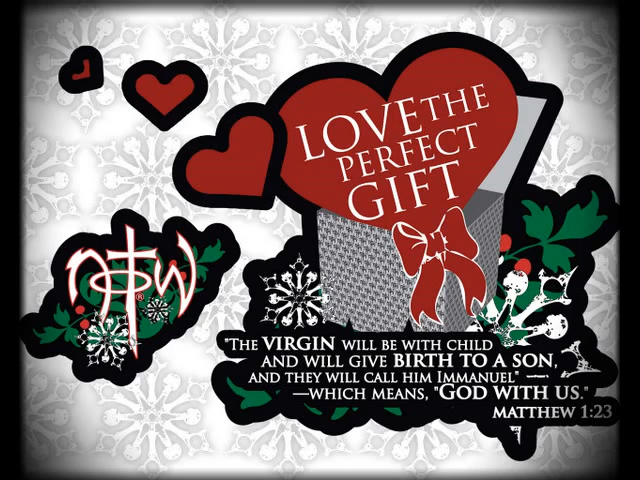 LOVE THE
PERFECT
GIFT
NOTW®
"THE VIRGIN WILL BE WITH CHILD
AND WILL GIVE BIRTH TO A SON,
AND THEY WILL CALL HIM IMMANUEL"
—WHICH MEANS, "GOD WITH US."
MATTHEW 1:23